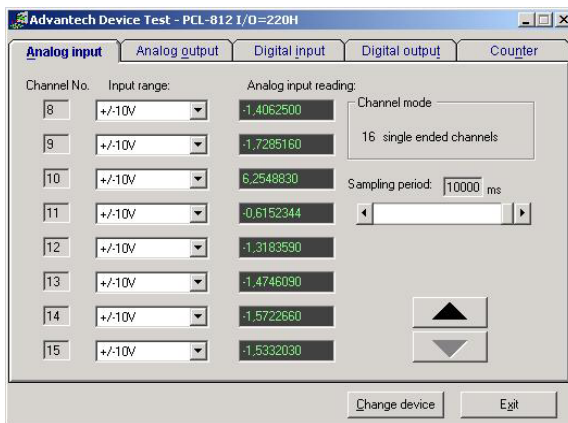 Advantech Device Test - PCL-812 I/O=220H
Analog input Analog output Digital input Digital output Counter
Channel No. Input range: Analog input reading:
Channel mode
16 single ended channels
8 +/-10V -1,4062500
9 +/-10V -1,7285160
10 +/-10V 6,2548830
Sampling period: 10000 ms
11 +/-10V -0,6152344
12 +/-10V -1,3183590
13 +/-10V -1,4746090
14 +/-10V -1,5722660
15 +/-10V -1,5332030
Change device Exit